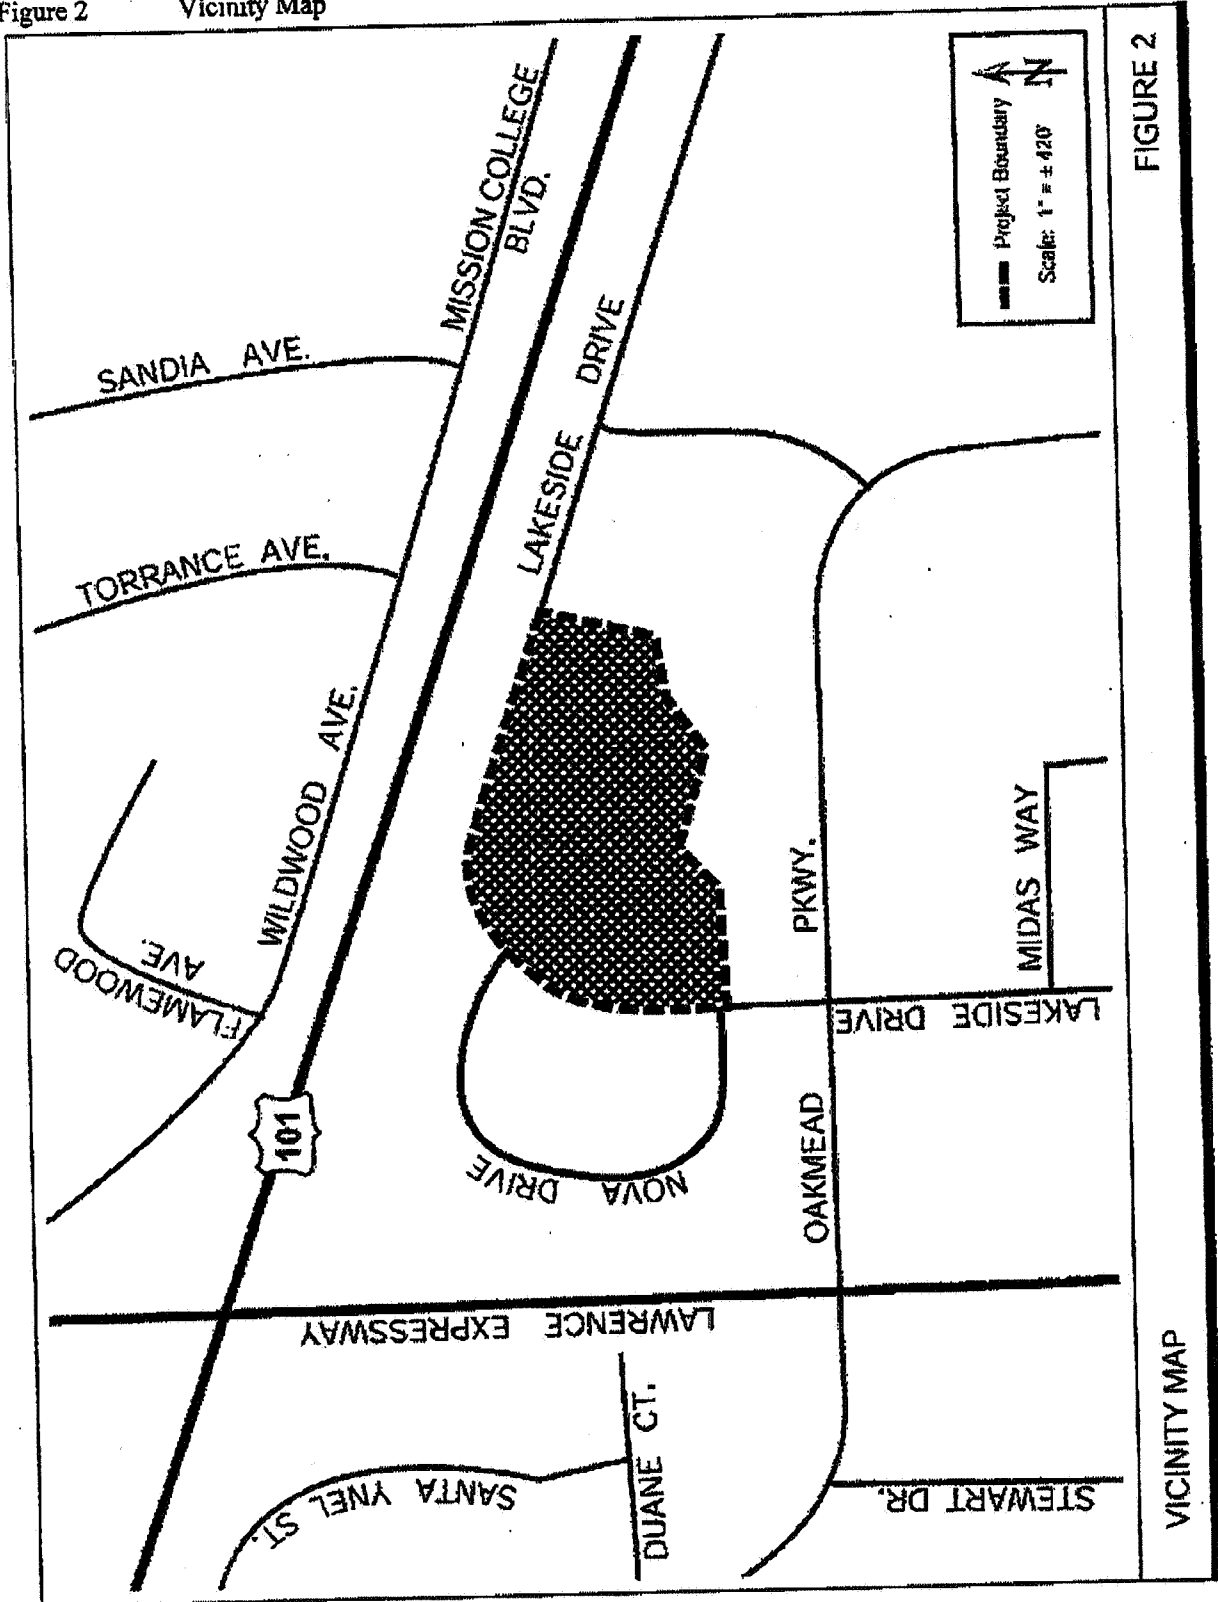 Figure 2 Vicinity Map
MISSION COLLEGE
BLVD.
SANDIA AVE.
TORRANCE AVE.
LAKESIDE DRIVE
WILDWOOD AVE.
FLAMEWOOD
AVE.
101
NOVA DRIVE
OAKMEAD PKWY.
MIDAS WAY
LAKESIDE DRIVE
LAWRENCE EXPRESSWAY
SANTA YNEL ST.
DUANE CT.
STEWART DR.
Project Boundary
N
Scale: 1" = ± 420'
VICINITY MAP
FIGURE 2